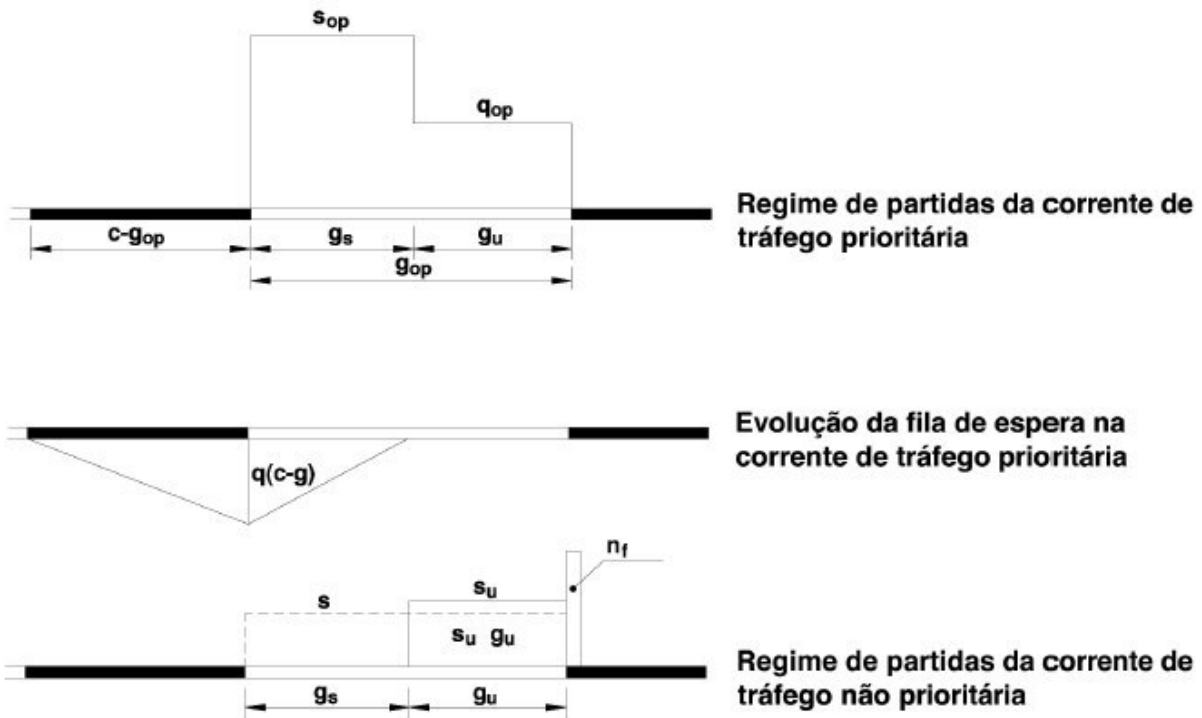 s_op
q_op
Regime de partidas da corrente de
tráfego prioritária
c-g_op
g_s
g_u
g_op
Evolução da fila de espera na
corrente de tráfego prioritária
q(c-g)
n_f
s
s_u
s_u g_u
Regime de partidas da corrente de
tráfego não prioritária
g_s
g_u